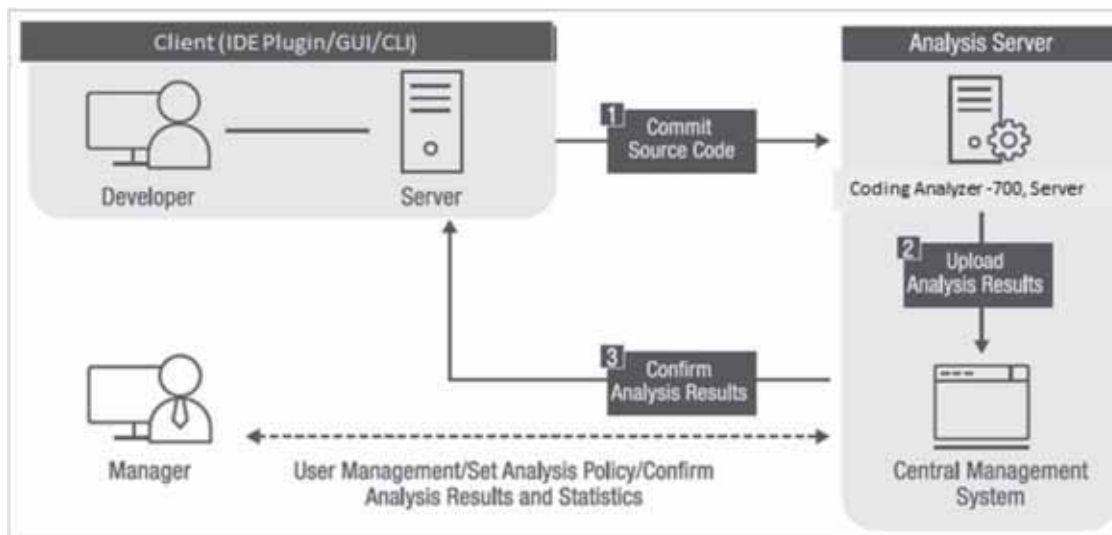 Client (IDE Plugin/GUI/CLI)
Developer
Server
1
Commit
Source Code
Analysis Server
Coding Analyzer -700, Server
2
Upload
Analysis Results
3
Confirm
Analysis Results
Manager
User Management/Set Analysis Policy/Confirm
Analysis Results and Statistics
Central Management
System